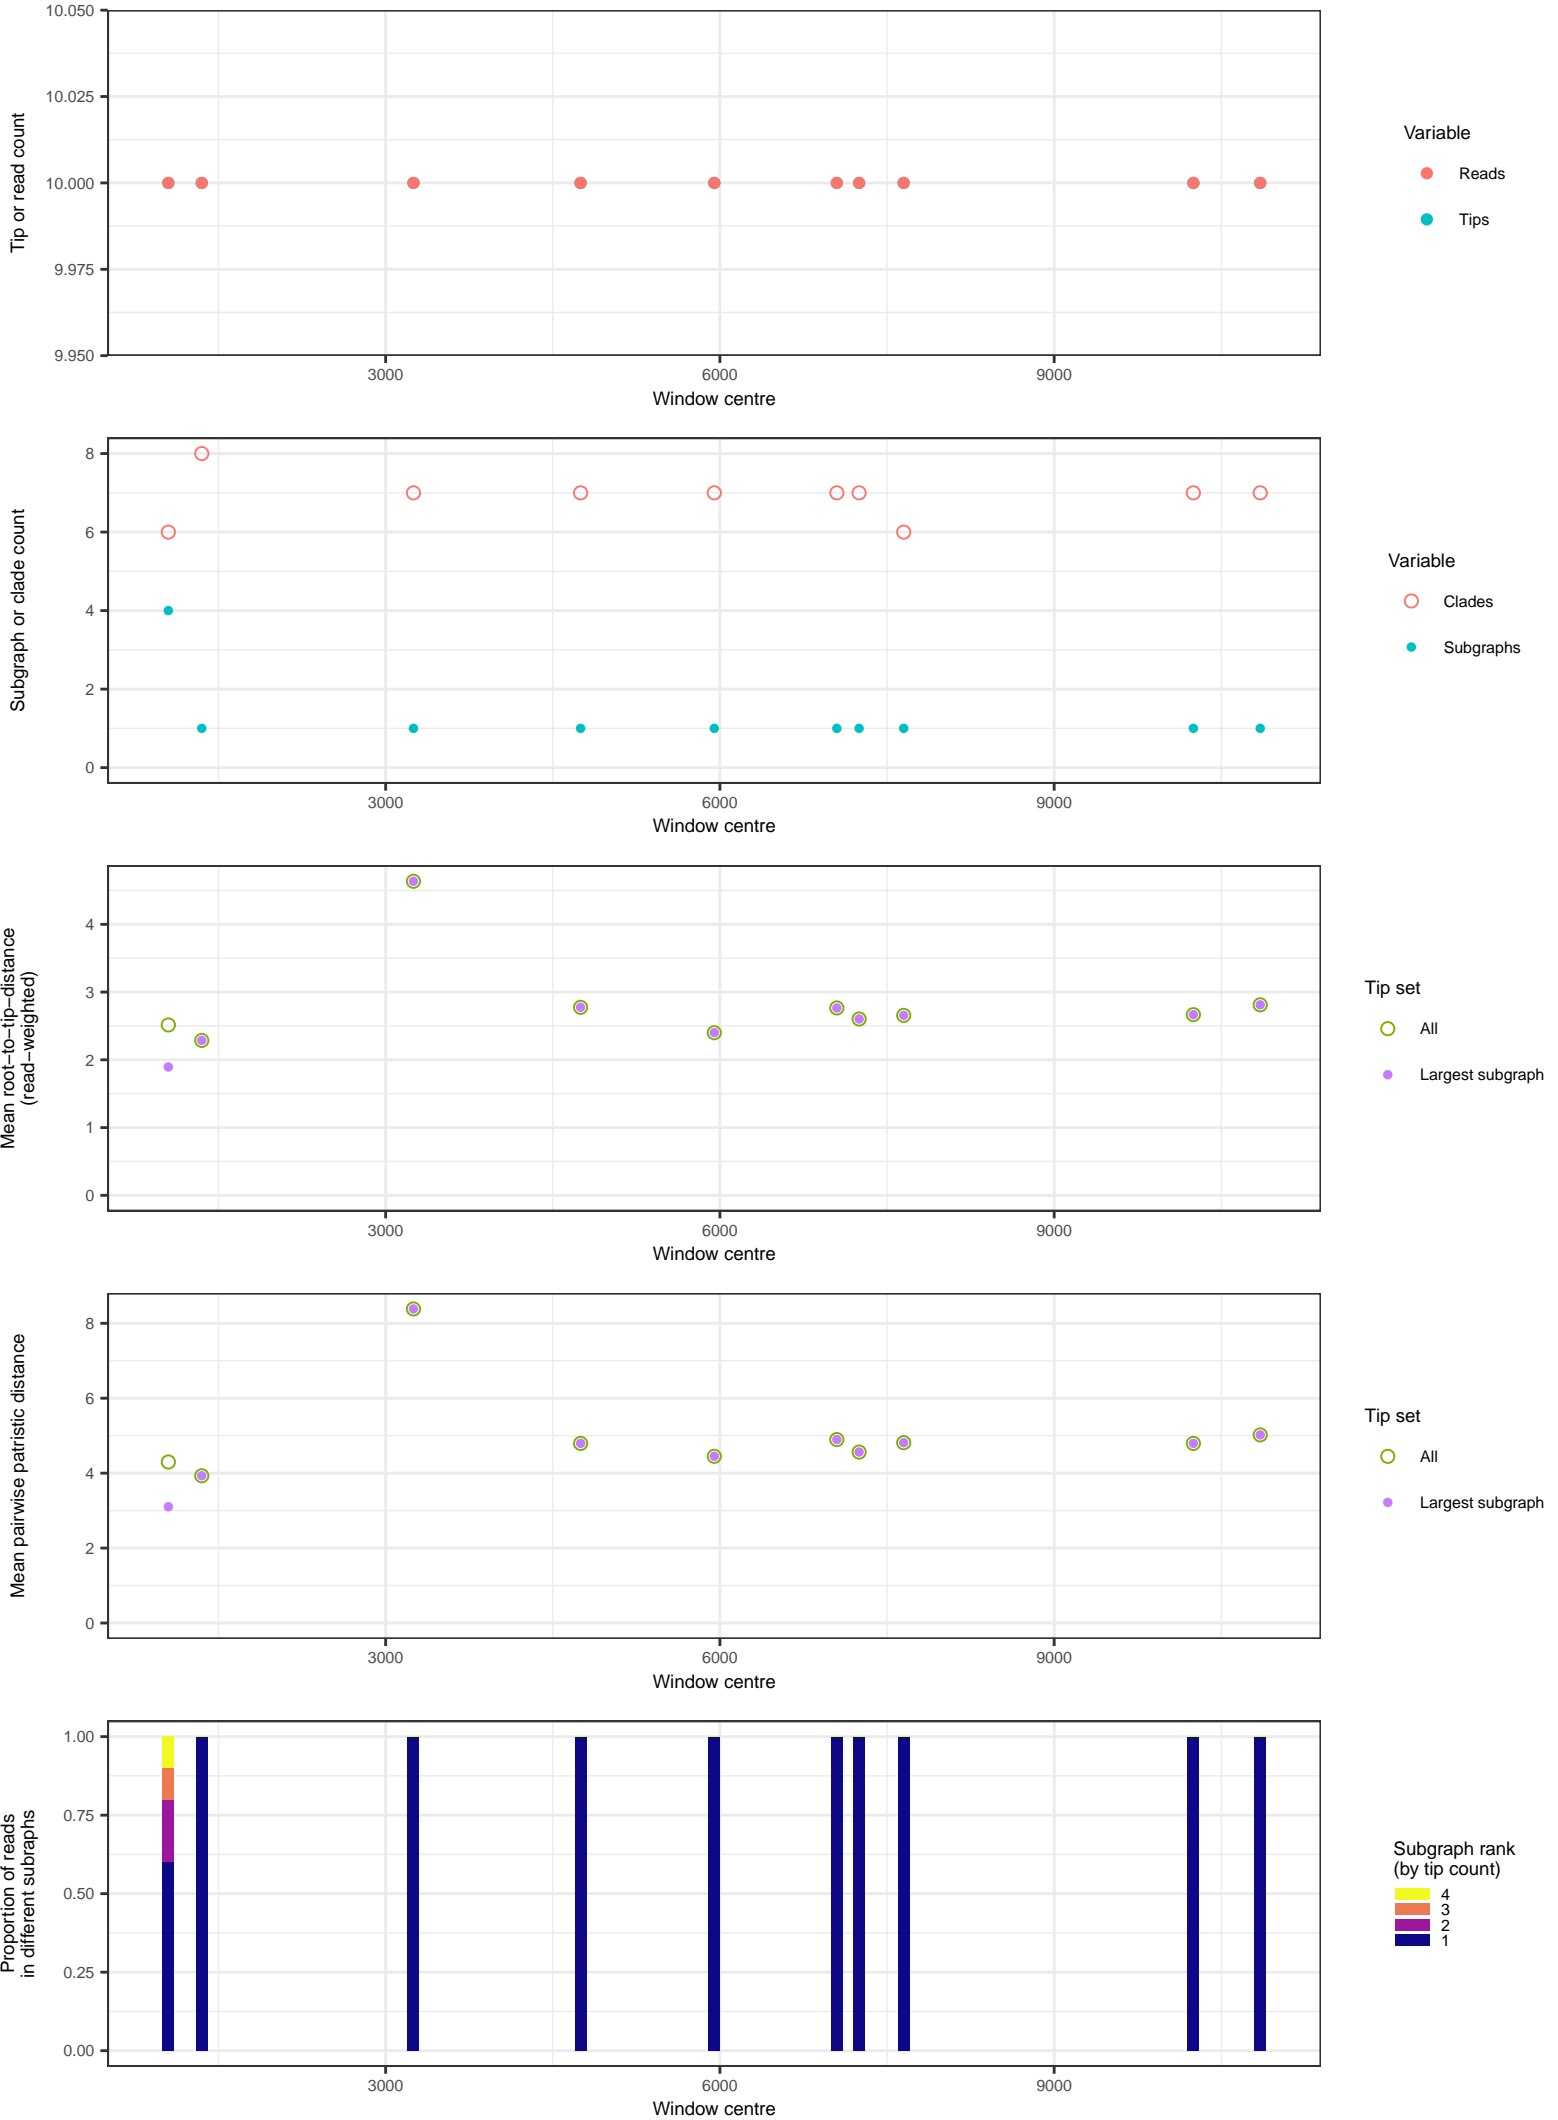 10.050
10.025
10.000
9.975
9.950
Tip or read count
3000
6000
9000
Window centre
Variable
Reads
Tips
8
6
4
2
0
Subgraph or clade count
3000
6000
9000
Window centre
Variable
Clades
Subgraphs
4
3
2
1
0
Mean root−to−tip−distance
(read−weighted)
3000
6000
9000
Window centre
Tip set
All
Largest subgraph
8
6
4
2
0
Mean pairwise patristic distance
3000
6000
9000
Window centre
Tip set
All
Largest subgraph
1.00
0.75
0.50
0.25
0.00
Proportion of reads
in different subraphs
3000
6000
9000
Window centre
Subgraph rank
(by tip count)
4
3
2
1